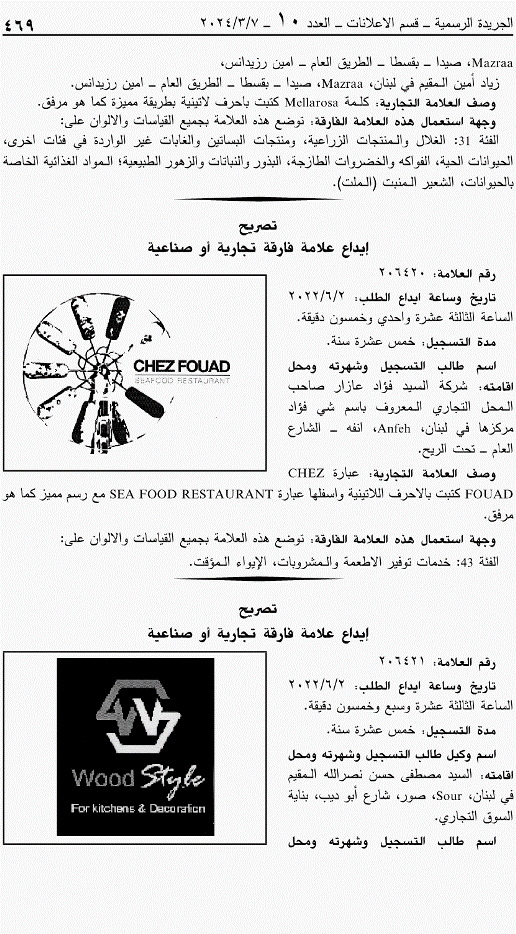 الجريدة الرسمية – قسم الاعلانات – العدد ١٠ – ٢٠٢٤/٣/٧
٤٦٩
Mazraa، صيدا – بقسطا – الطريق العام – امين رزيدانس،
زياد أمين المقيم في لبنان، Mazraa، صيدا – بقسطا – الطريق العام – امين رزيدانس.
وصف العلامة التجارية: كلمة Mellarosa كتبت باحرف لاتينية بطريقة مميزة كما هو مرفق.
وجهة استعمال هذه العلامة الفارقة: توضع هذه العلامة بجميع القياسات والالوان على:
الفئة 31: الغلال والمنتجات الزراعية، ومنتجات البساتين والغابات غير الواردة في فئات اخرى،
الحيوانات الحية، الفواكه والخضروات الطازجة، البذور والنباتات والزهور الطبيعية؛ المواد الغذائية الخاصة
بالحيوانات، الشعير المنبت (الملت).
تصريح
إيداع علامة فارقة تجارية أو صناعية
رقم العلامة: ٢٠٦٤٢٠
تاريخ وساعة ايداع الطلب: ٢٠٢٢/٦/٢
الساعة الثالثة عشرة واحدي وخمسون دقيقة.
مدة التسجيل: خمس عشرة سنة.
اسم طالب التسجيل وشهرته ومحل
اقامته: شركة السيد فؤاد عازار صاحب
المحل التجاري المعروف باسم شي فؤاد
مركزها في لبنان، Anfeh، انفه – الشارع
العام – تحت الريح.
CHEZ FOUAD
SEAFOOD RESTAURANT
وصف العلامة التجارية: عبارة CHEZ
FOUAD كتبت بالاحرف اللاتينية واسفلها عبارة SEA FOOD RESTAURANT مع رسم مميز كما هو
مرفق.
وجهة استعمال هذه العلامة الفارقة: توضع هذه العلامة بجميع القياسات والالوان على:
الفئة 43: خدمات توفير الاطعمة والمشروبات، الإيواء المؤقت.
تصريح
إيداع علامة فارقة تجارية أو صناعية
رقم العلامة: ٢٠٦٤٢١
تاريخ وساعة ايداع الطلب: ٢٠٢٢/٦/٢
الساعة الثالثة عشرة وسبع وخمسون دقيقة.
مدة التسجيل: خمس عشرة سنة.
اسم وكيل طالب التسجيل وشهرته ومحل
اقامته: السيد مصطفى حسن نصرالله المقيم
في لبنان، Sour، صور، شارع أبو ديب، بناية
السوق التجاري.
Wood Style
For kitchens & Decoration
اسم طالب التسجيل وشهرته ومحل